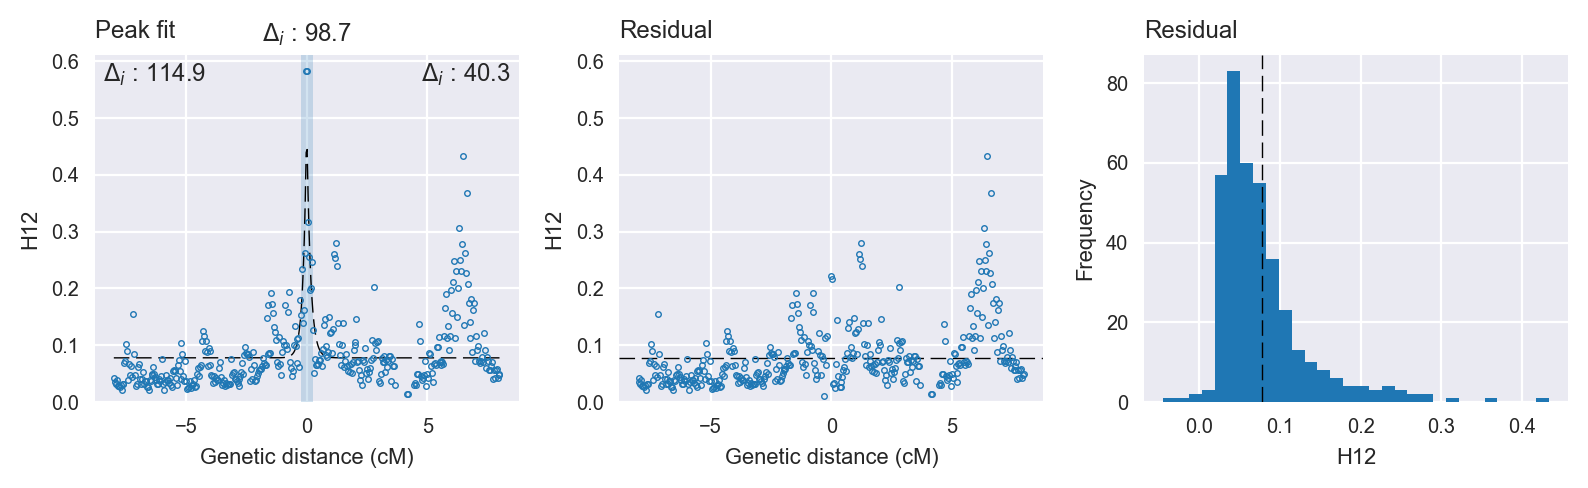 Peak fit
Δi : 98.7
Δi : 114.9
Δi : 40.3
0.6
0.5
0.4
0.3
0.2
0.1
0.0
H12
−5
0
5
Genetic distance (cM)
Residual
0.6
0.5
0.4
0.3
0.2
0.1
0.0
H12
−5
0
5
Genetic distance (cM)
Residual
80
60
40
20
0
Frequency
0.0
0.1
0.2
0.3
0.4
H12